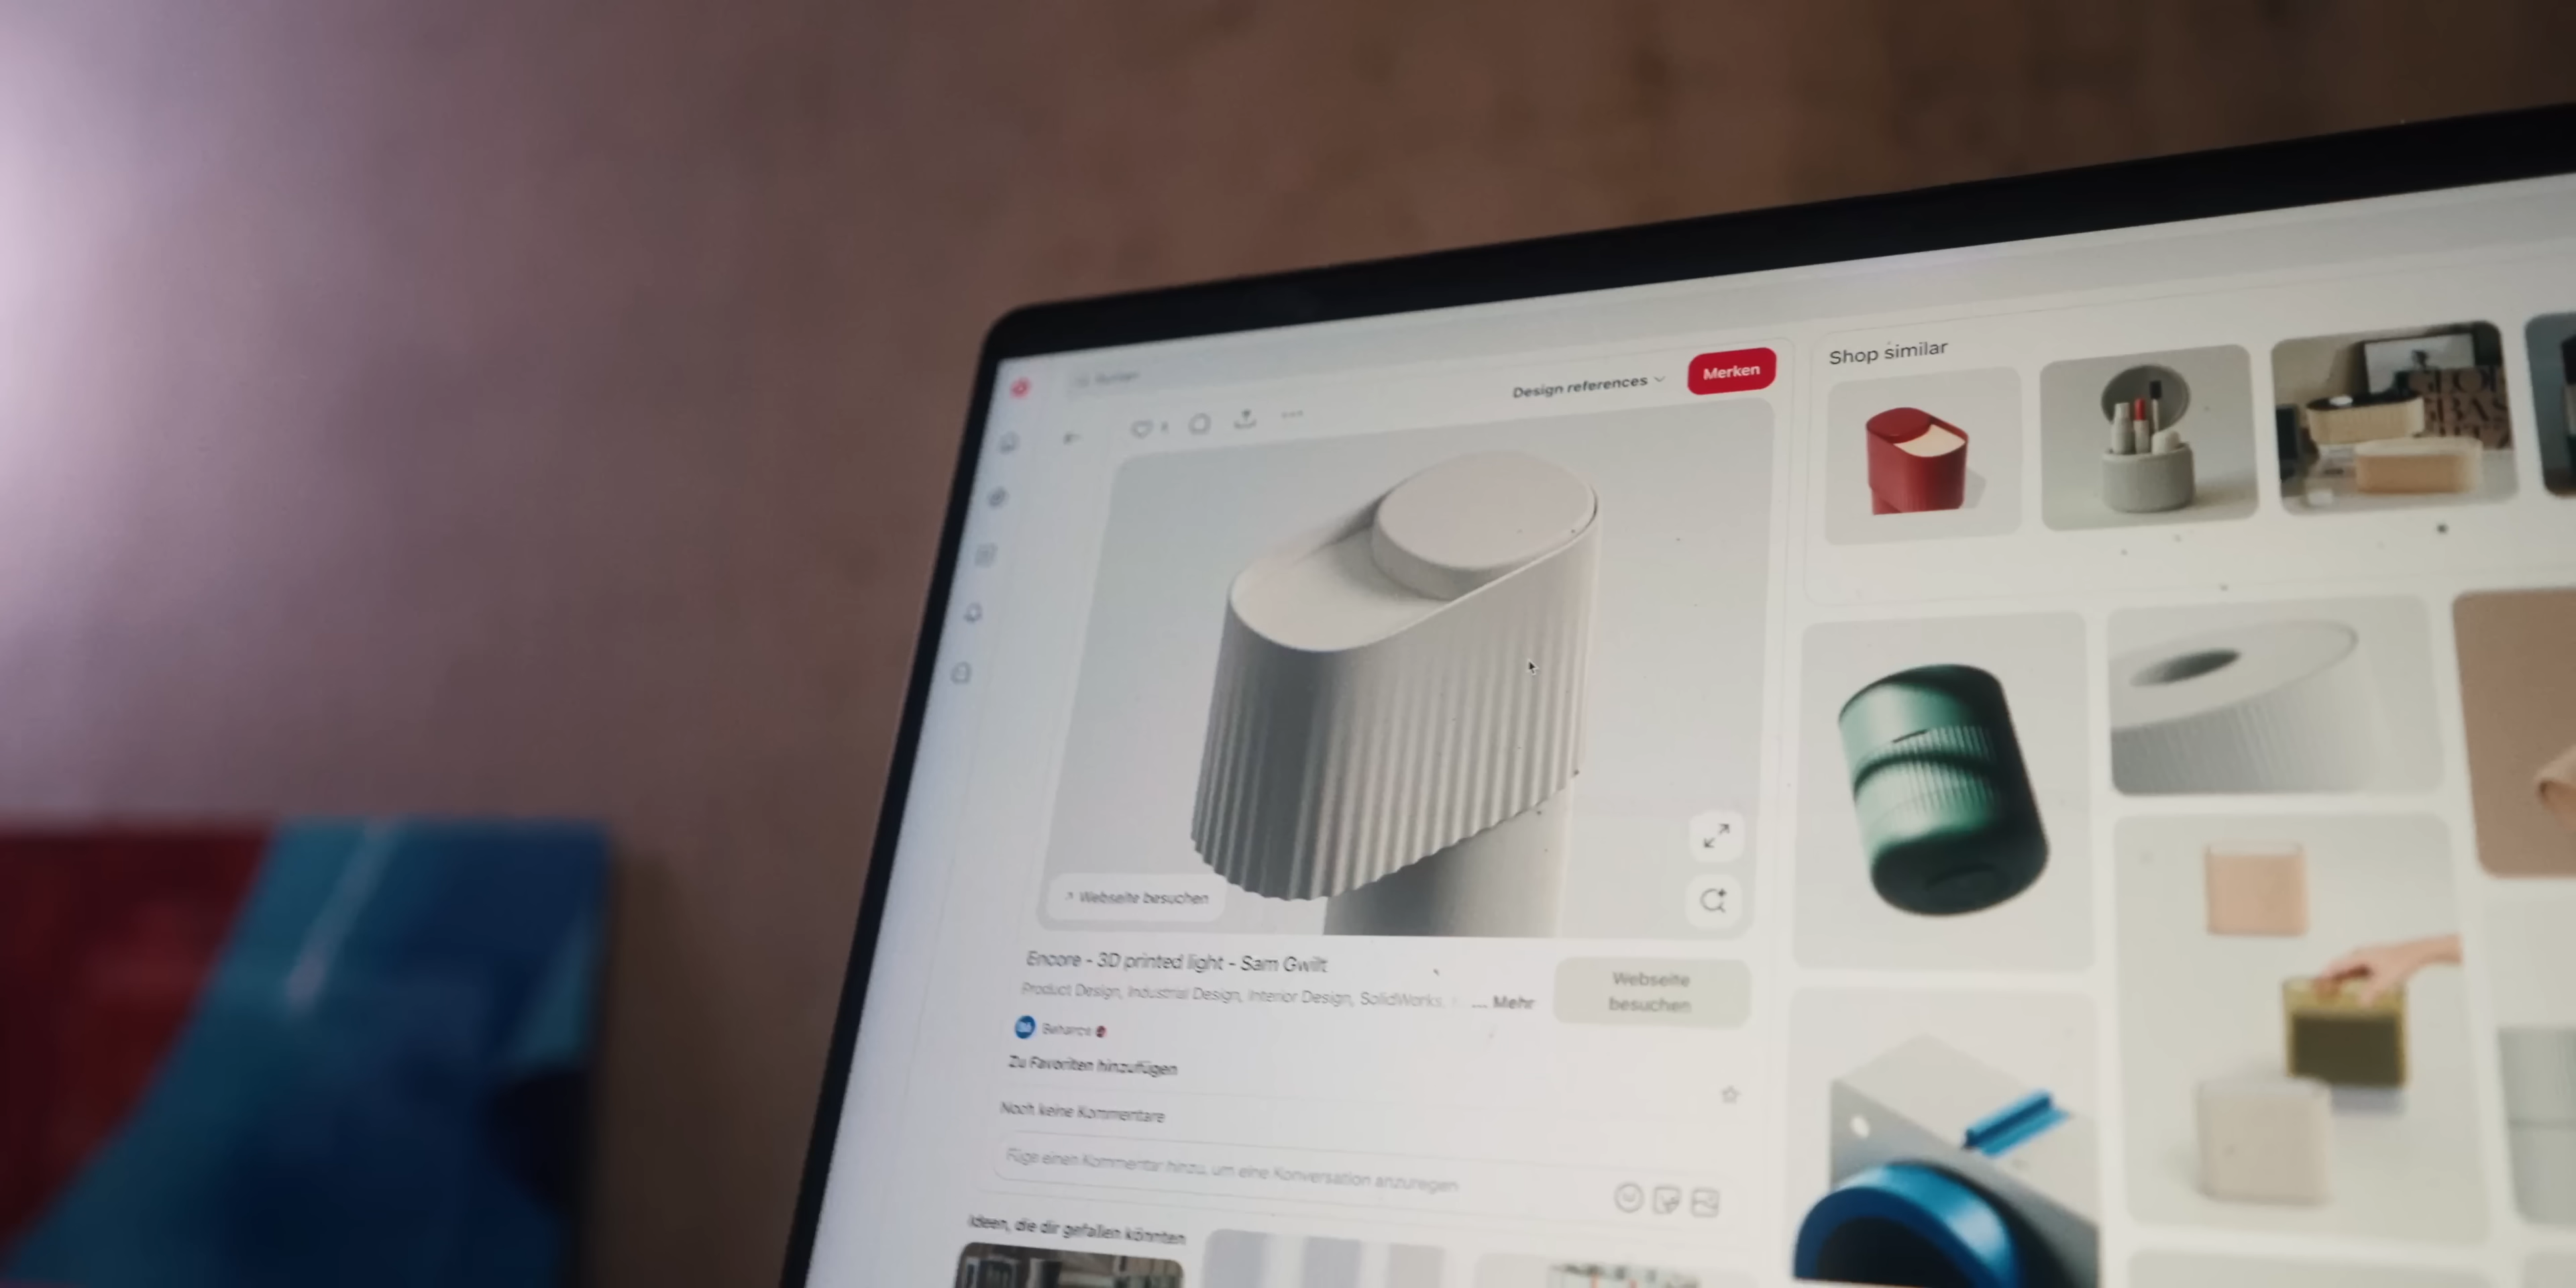 Design references
Merken
Shop similar
Webseite besuchen
Encore - 3D printed light - Sam Gwilt
Product Design, Industrial Design, Interior Design, SolidWorks,
... Mehr
Webseite
besuchen
Behance
Zu Favoriten hinzufügen
Noch keine Kommentare
Füge einen Kommentar hinzu, um eine Konversation anzuregen
Ideen, die dir gefallen könnten